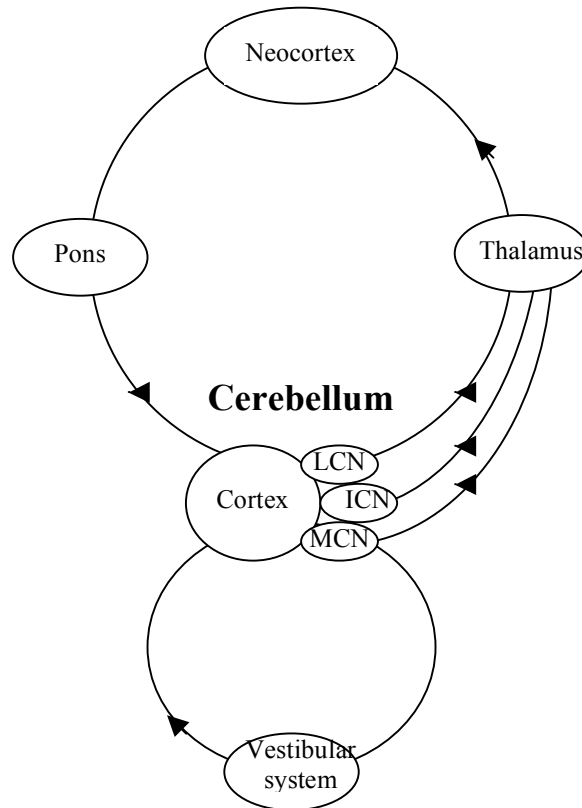 Neocortex
Pons
Thalamus
Cerebellum
LCN
Cortex
ICN
MCN
Vestibular
system